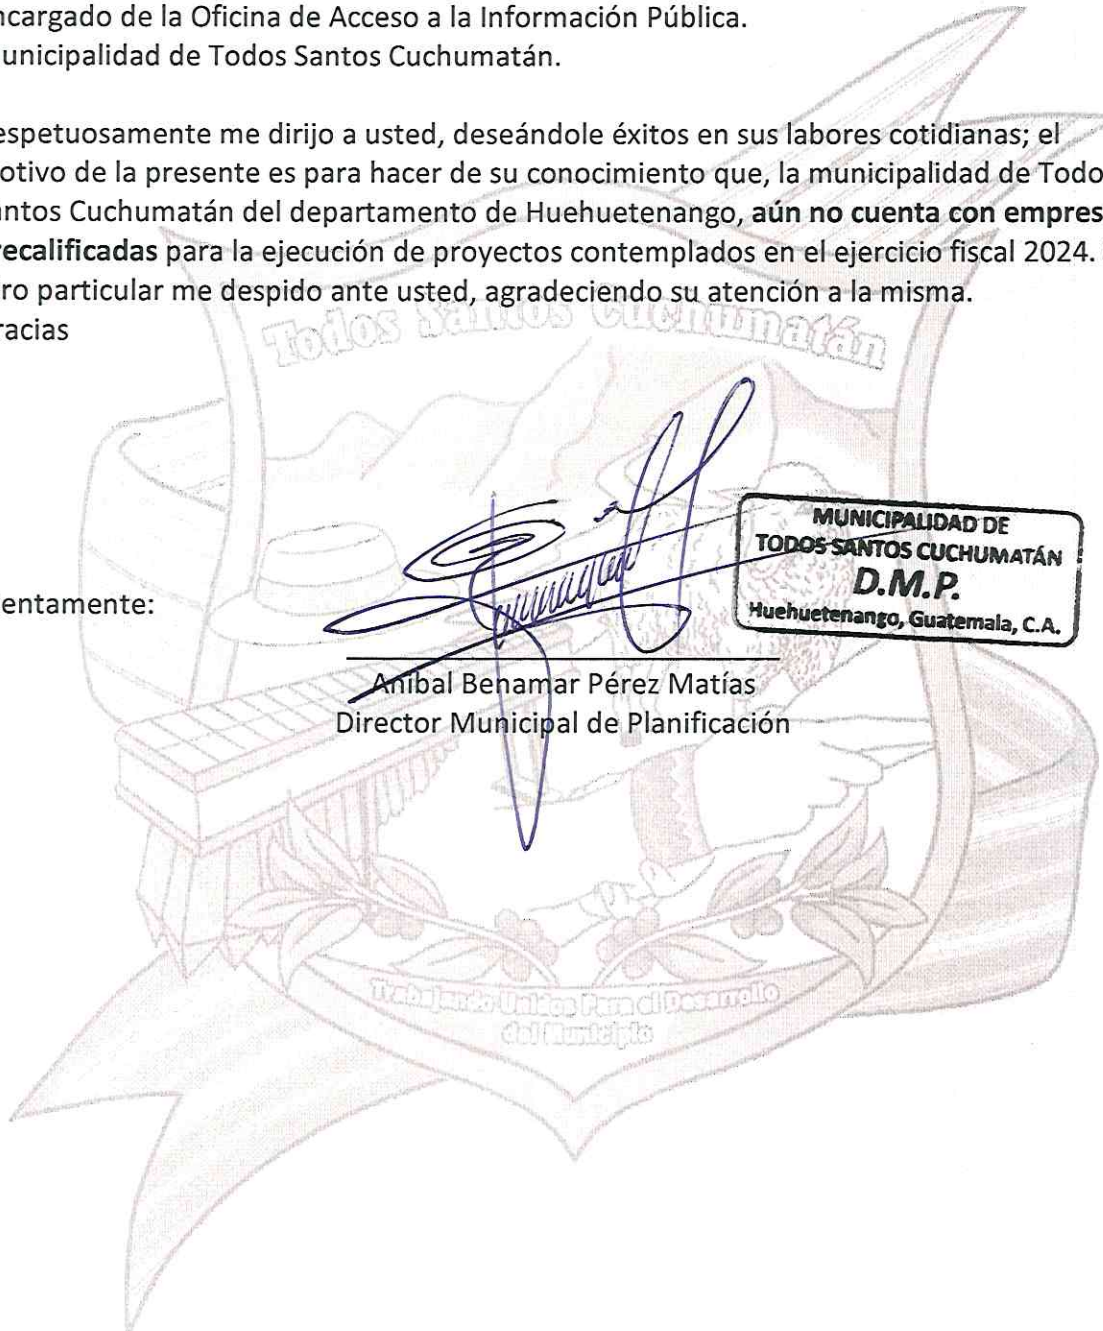 ncargado de la Oficina de Acceso a la Información Pública.
unicipalidad de Todos Santos Cuchumatán.
espetuosamente me dirijo a usted, deseándole éxitos en sus labores cotidianas; el
otivo de la presente es para hacer de su conocimiento que, la municipalidad de Todo
antos Cuchumatán del departamento de Huehuetenango, aún no cuenta con empres
recalificadas para la ejecución de proyectos contemplados en el ejercicio fiscal 2024.
ro particular me despido ante usted, agradeciendo su atención a la misma.
racias
Todos Santos Cuchumatán
MUNICIPALIDAD DE
TODOS SANTOS CUCHUMATÁN
D.M.P.
Huehuetenango, Guatemala, C.A.
entamente:
Aníbal Benamar Pérez Matías
Director Municipal de Planificación
Trabajando Unidos Para el Desarrollo
del Municipio